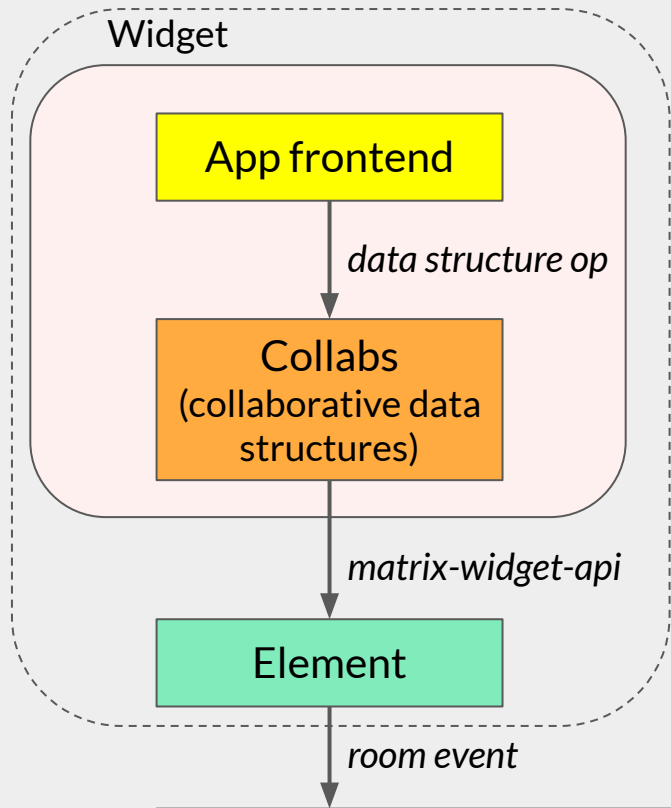 Widget
App frontend
data structure op
Collabs
(collaborative data
structures)
matrix-widget-api
Element
room event